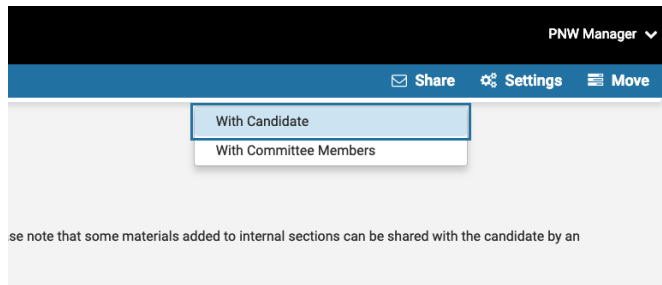 PNW Manager
Share Settings Move
With Candidate
With Committee Members
se note that some materials added to internal sections can be shared with the candidate by an